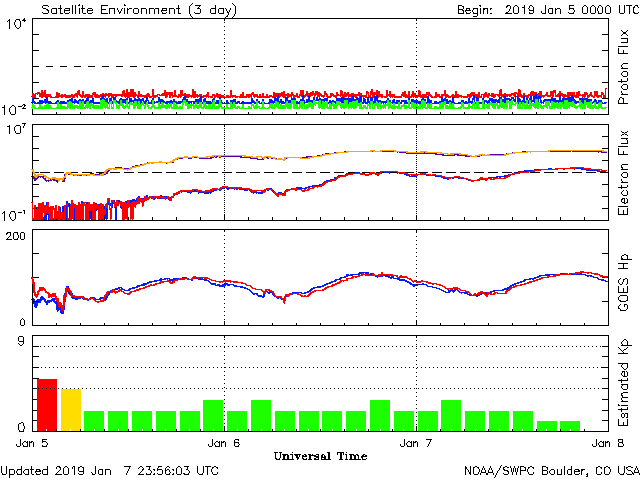 Satellite Environment (3 day) Begin: 2019 Jan 5 0000 UTC
10^4
10^-2
Proton Flux
10^7
10^-1
Electron Flux
200
0
GOES Hp
9
0
Estimated Kp
Jan 5 Jan 6 Jan 7 Jan 8
Universal Time
Updated 2019 Jan 7 23:56:03 UTC NOAA/SWPC Boulder, CO USA